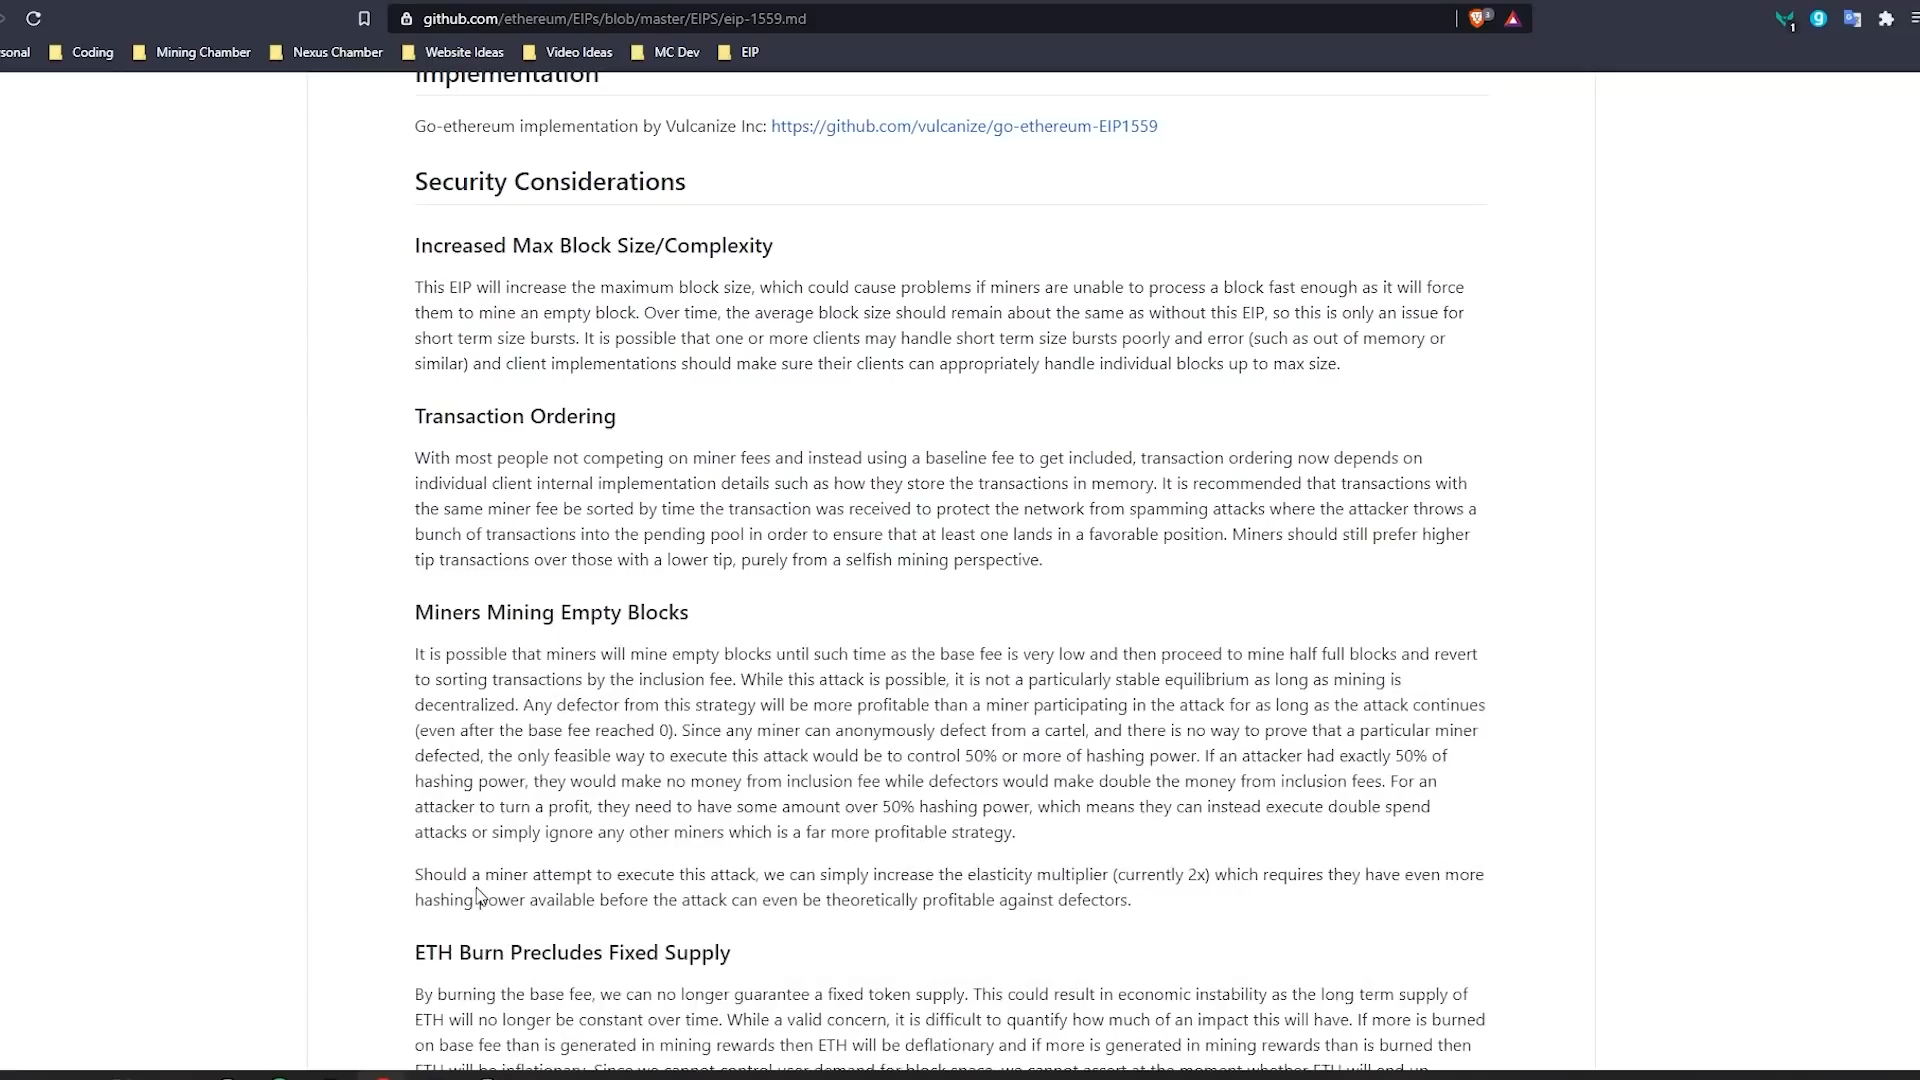 github.com/ethereum/EIPs/blob/master/EIPS/eip-1559.md
3
1
sonal Coding Mining Chamber Nexus Chamber Website Ideas Video Ideas MC Dev EIP
Implementation
Go-ethereum implementation by Vulcanize Inc: https://github.com/vulcanize/go-ethereum-EIP1559
Security Considerations
Increased Max Block Size/Complexity
This EIP will increase the maximum block size, which could cause problems if miners are unable to process a block fast enough as it will force
them to mine an empty block. Over time, the average block size should remain about the same as without this EIP, so this is only an issue for
short term size bursts. It is possible that one or more clients may handle short term size bursts poorly and error (such as out of memory or
similar) and client implementations should make sure their clients can appropriately handle individual blocks up to max size.
Transaction Ordering
With most people not competing on miner fees and instead using a baseline fee to get included, transaction ordering now depends on
individual client internal implementation details such as how they store the transactions in memory. It is recommended that transactions with
the same miner fee be sorted by time the transaction was received to protect the network from spamming attacks where the attacker throws a
bunch of transactions into the pending pool in order to ensure that at least one lands in a favorable position. Miners should still prefer higher
tip transactions over those with a lower tip, purely from a selfish mining perspective.
Miners Mining Empty Blocks
It is possible that miners will mine empty blocks until such time as the base fee is very low and then proceed to mine half full blocks and revert
to sorting transactions by the inclusion fee. While this attack is possible, it is not a particularly stable equilibrium as long as mining is
decentralized. Any defector from this strategy will be more profitable than a miner participating in the attack for as long as the attack continues
(even after the base fee reached 0). Since any miner can anonymously defect from a cartel, and there is no way to prove that a particular miner
defected, the only feasible way to execute this attack would be to control 50% or more of hashing power. If an attacker had exactly 50% of
hashing power, they would make no money from inclusion fee while defectors would make double the money from inclusion fees. For an
attacker to turn a profit, they need to have some amount over 50% hashing power, which means they can instead execute double spend
attacks or simply ignore any other miners which is a far more profitable strategy.
Should a miner attempt to execute this attack, we can simply increase the elasticity multiplier (currently 2x) which requires they have even more
hashing power available before the attack can even be theoretically profitable against defectors.
ETH Burn Precludes Fixed Supply
By burning the base fee, we can no longer guarantee a fixed token supply. This could result in economic instability as the long term supply of
ETH will no longer be constant over time. While a valid concern, it is difficult to quantify how much of an impact this will have. If more is burned
on base fee than is generated in mining rewards then ETH will be deflationary and if more is generated in mining rewards than is burned then
ETH will be inflationary. Since we cannot control user demand for block space, we cannot assert at the moment whether ETH will end up